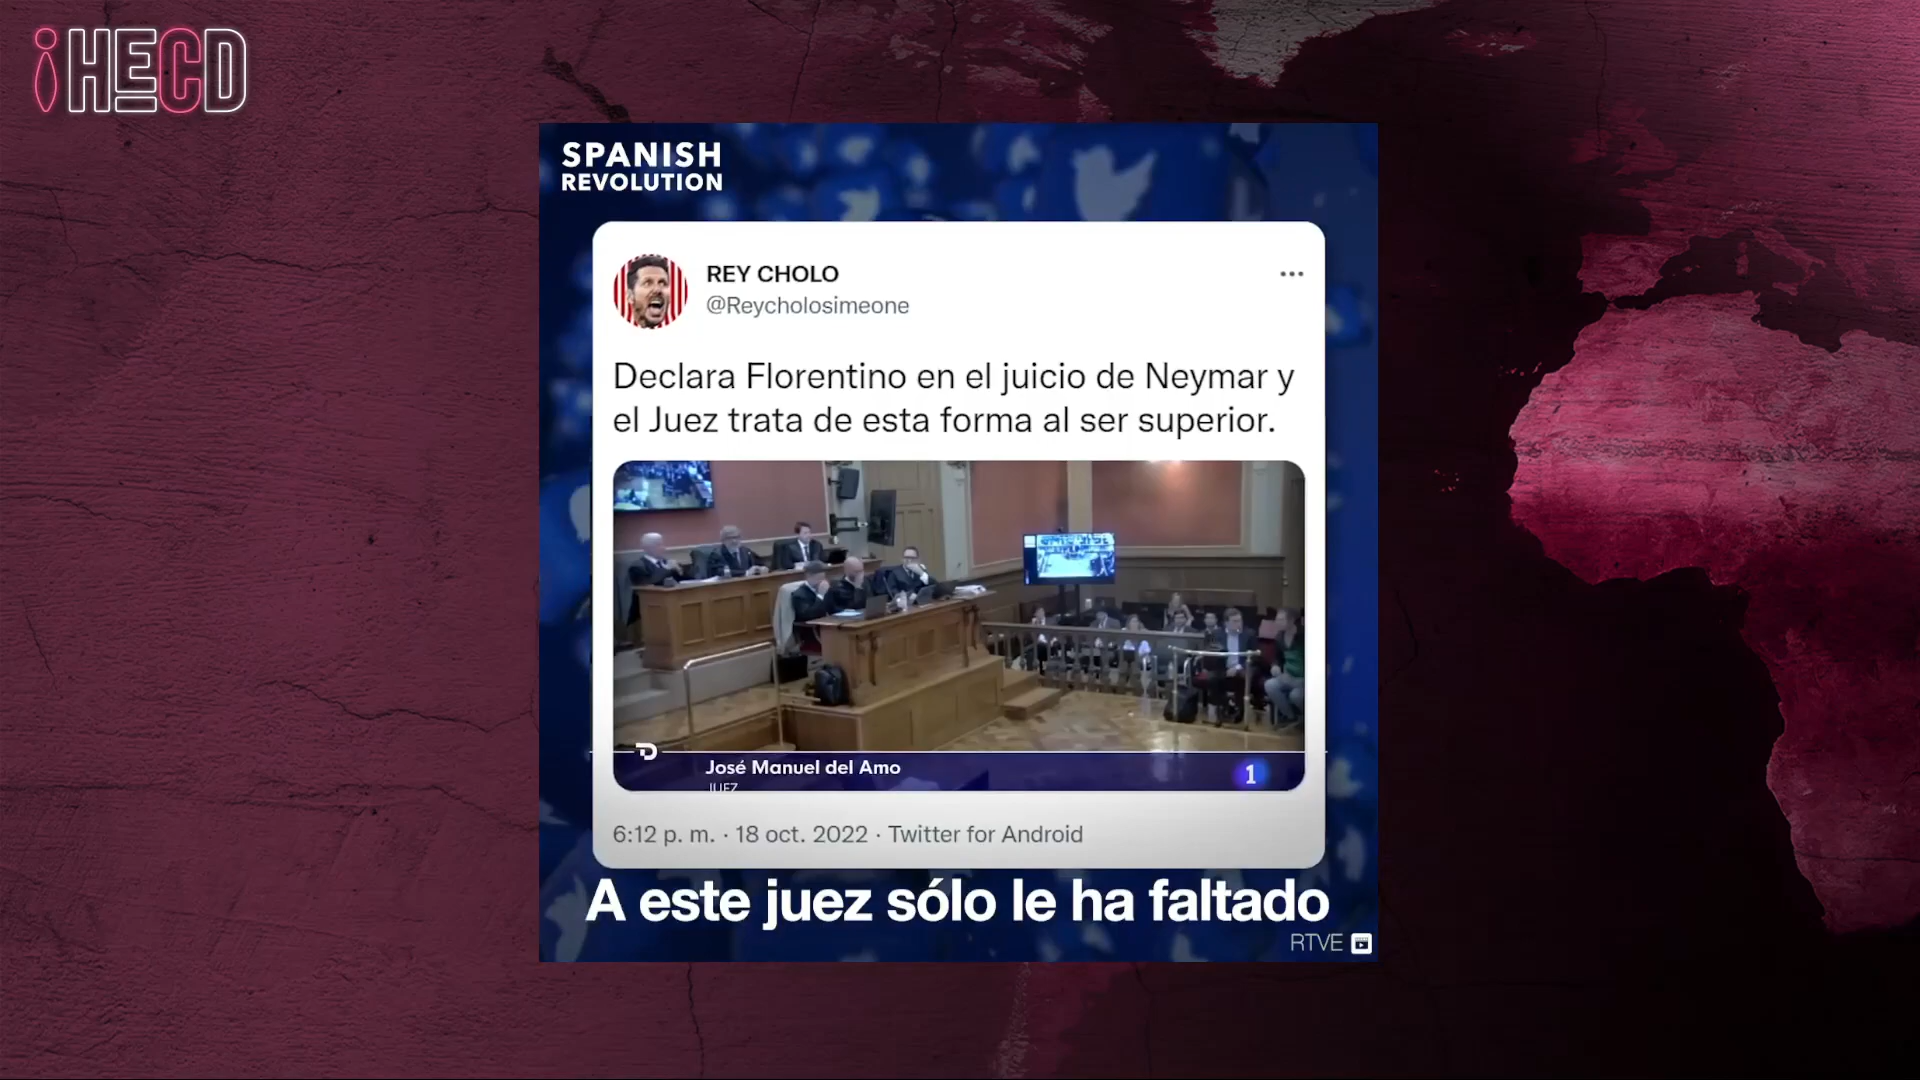 ¡HECD
SPANISH
REVOLUTION
REY CHOLO
@Reycholosimeone
Declara Florentino en el juicio de Neymar y
el Juez trata de esta forma al ser superior.
José Manuel del Amo
JUEZ
1
6:12 p. m. · 18 oct. 2022 · Twitter for Android
A este juez sólo le ha faltado
RTVE